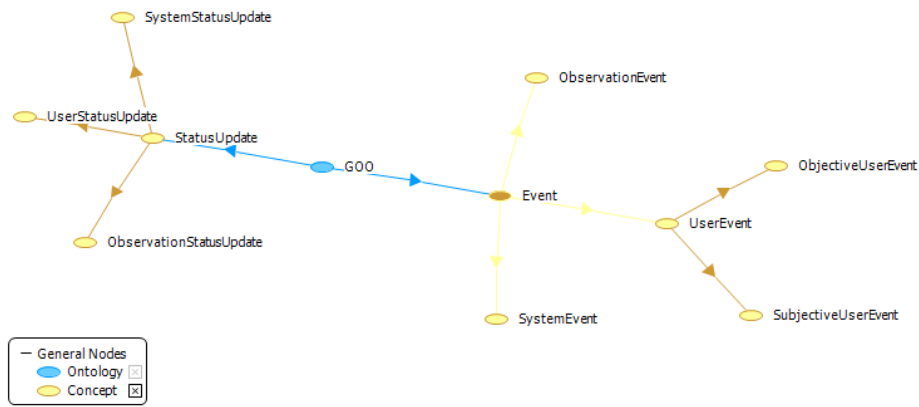 SystemStatusUpdate
ObservationEvent
UserStatusUpdate
StatusUpdate
GOO
ObjectiveUserEvent
Event
UserEvent
ObservationStatusUpdate
SystemEvent
SubjectiveUserEvent
General Nodes
Ontology
Concept